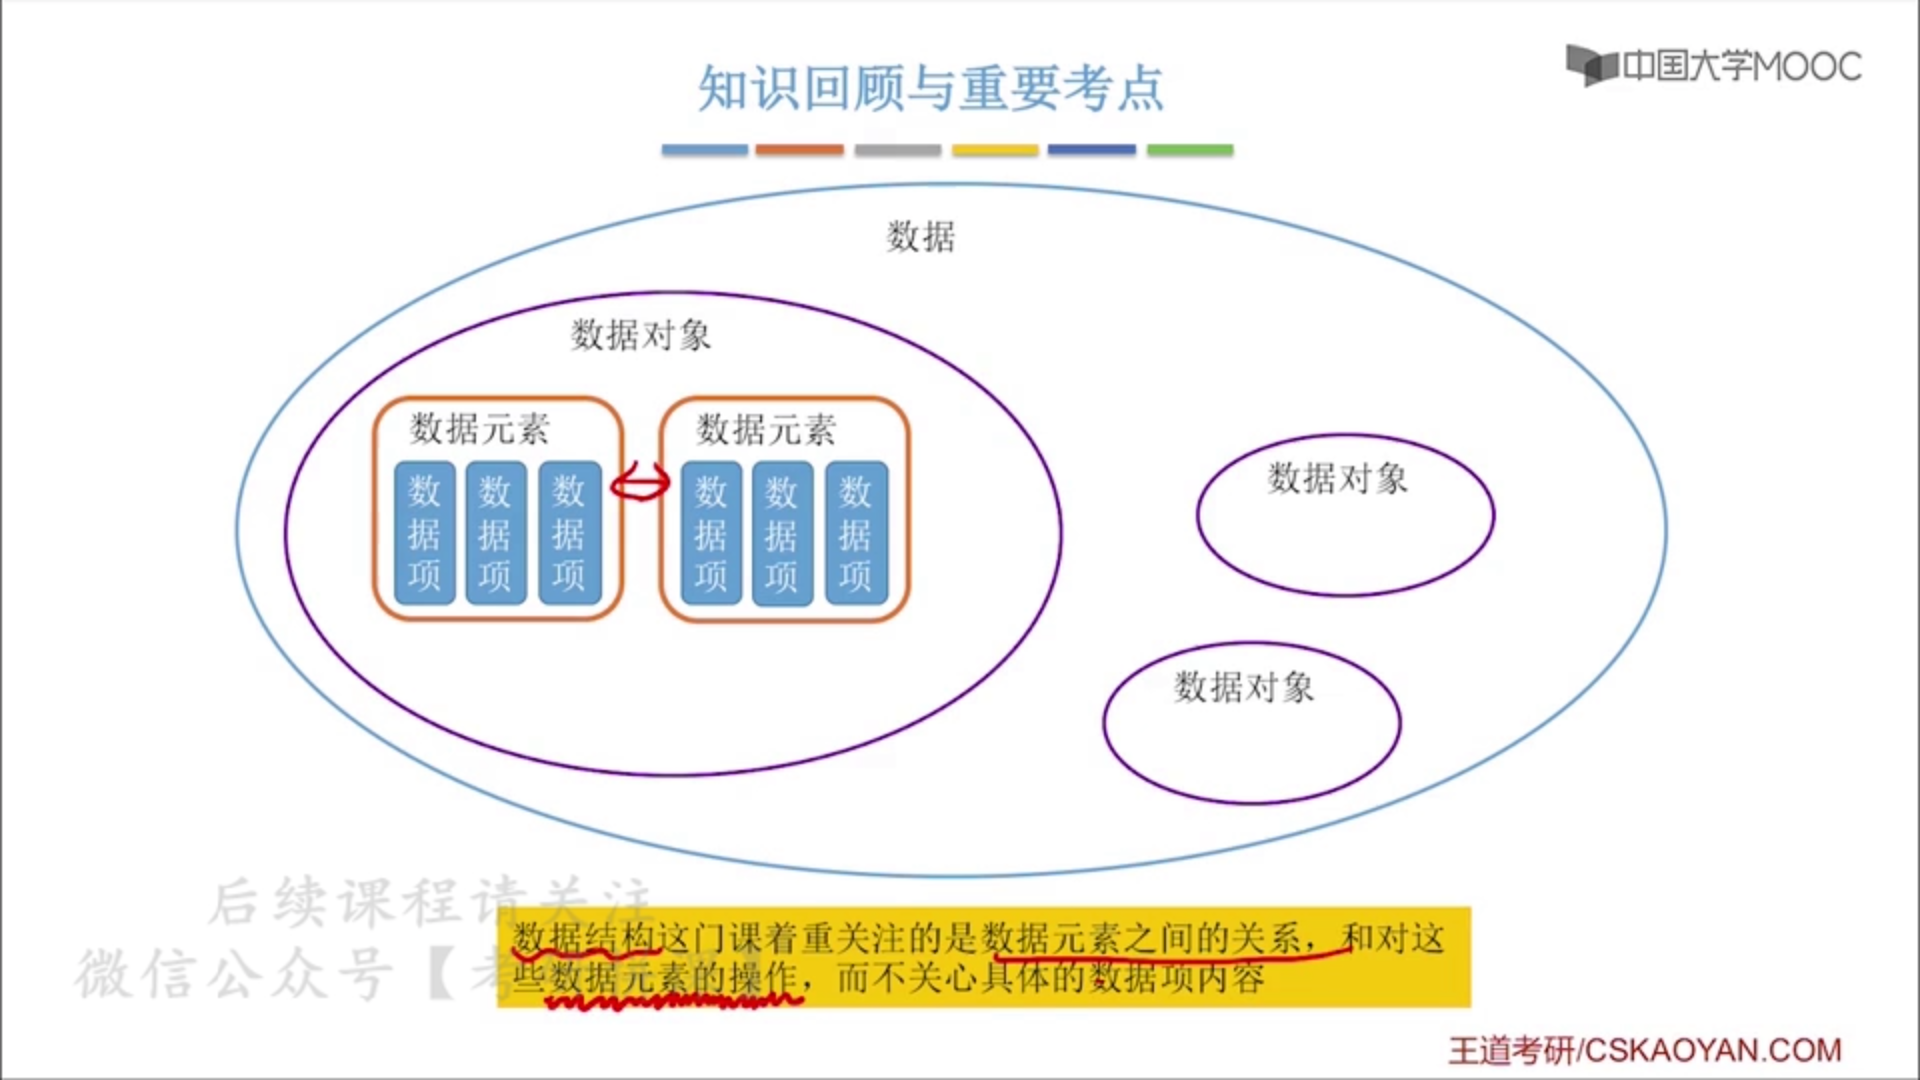 中国大学MOOC
知识回顾与重要考点
数据
数据对象
数据元素
数据项
数据项
数据项
数据元素
数据项
数据项
数据项
数据对象
数据对象
后续课程请关注
微信公众号【考
数据结构这门课着重关注的是数据元素之间的关系，和对这
些数据元素的操作，而不关心具体的数据项内容
王道考研/CSKAOYAN.COM